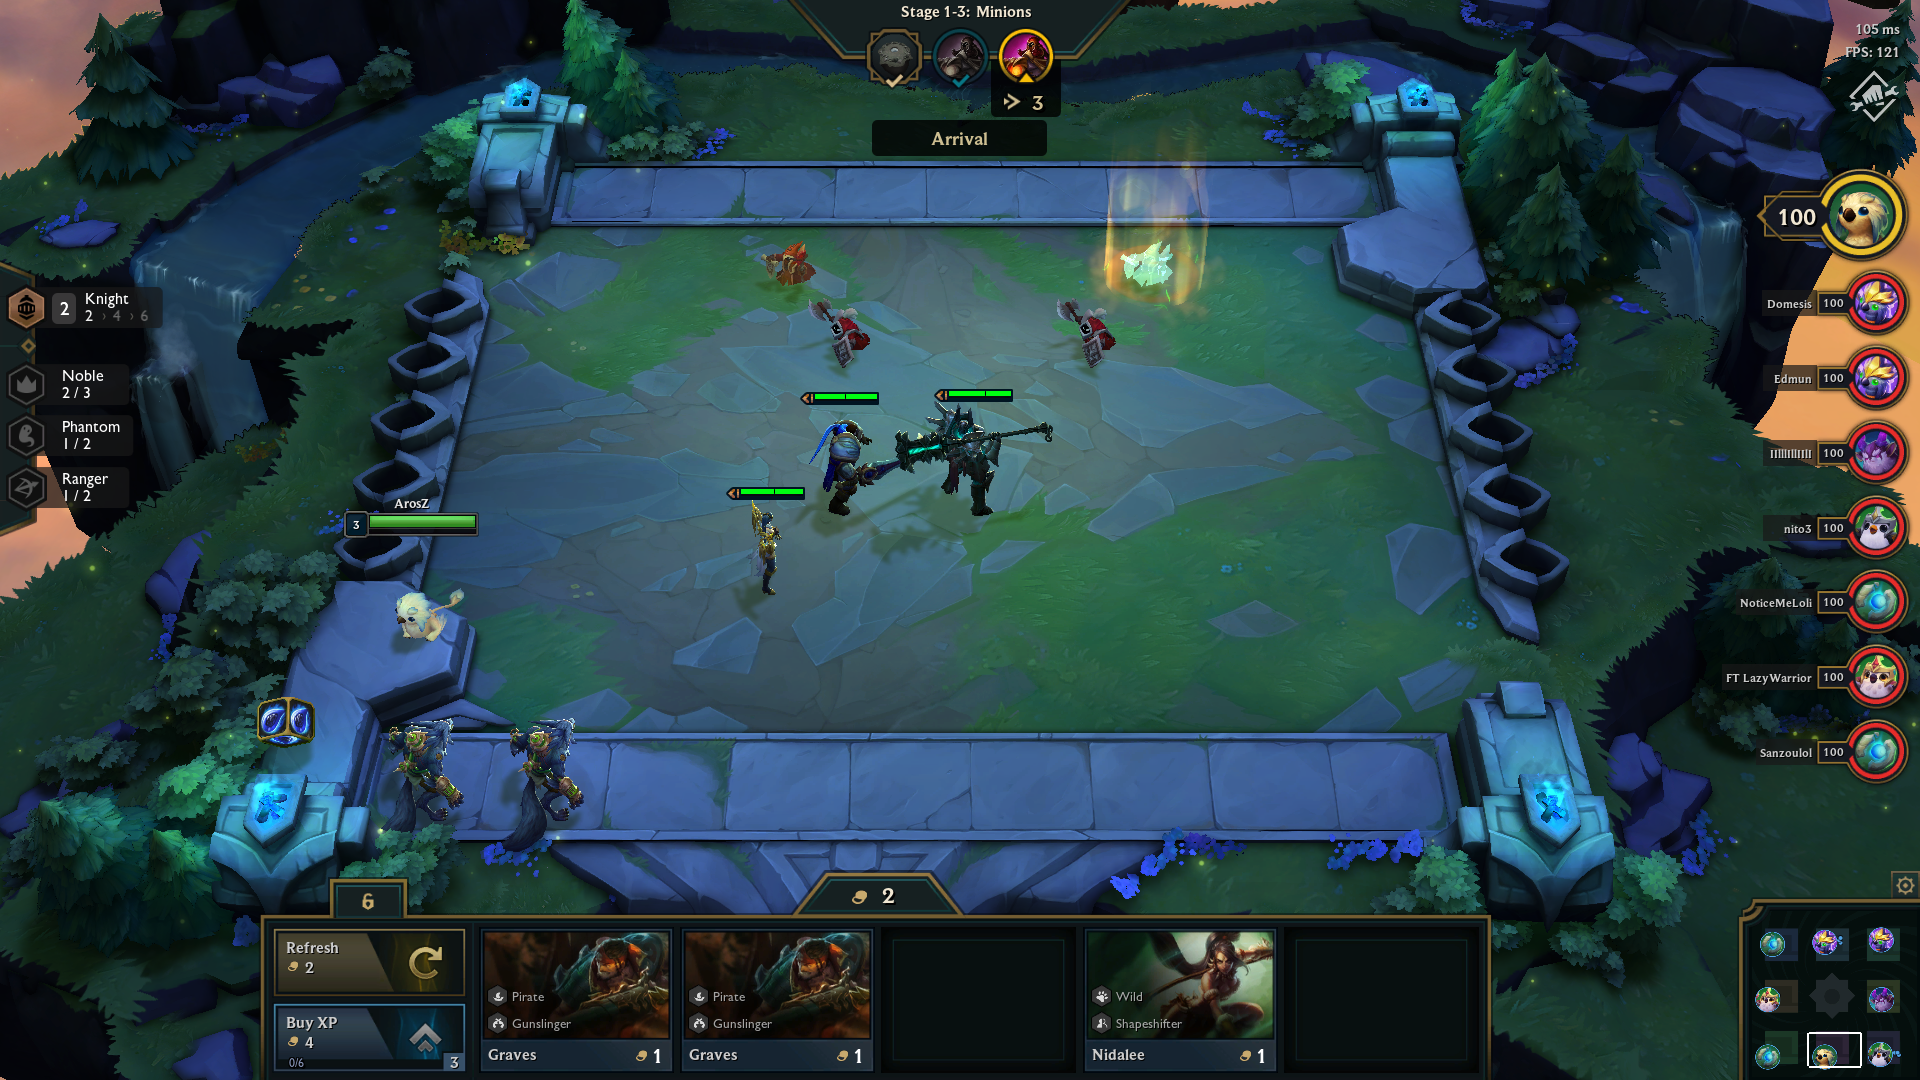 Stage 1-3: Minions
105 ms
FPS: 121
3
Arrival
100
Domesis 100
Edmun 100
100
nito3 100
NoticeMeLoli 100
FT LazyWarrior 100
Sanzoulol 100
2
Knight
2 › 4 › 6
Noble
2 / 3
Phantom
1 / 2
Ranger
1 / 2
ArosZ
3
6
2
Refresh
2
Buy XP
4
0/6
3
Pirate
Gunslinger
Graves 1
Pirate
Gunslinger
Graves 1
Wild
Shapeshifter
Nidalee 1